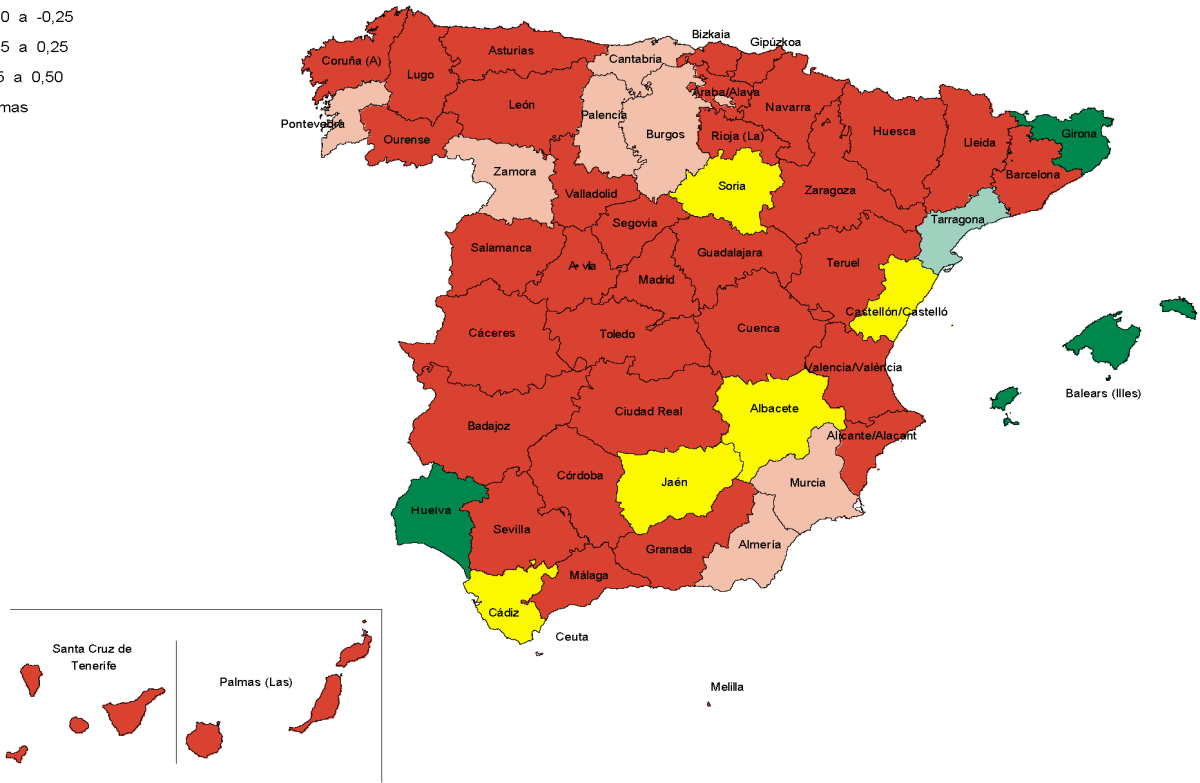 0 a -0,25
5 a 0,25
5 a 0,50
mas
Bizkaia
Gipúzkoa
Asturias
Cantabria
Coruña (A)
Lugo
Araba/Alava
Navarra
León
Palencia
Pontevedra
Burgos
Rioja (La)
Huesca
Lleida
Girona
Ourense
Barcelona
Zamora
Soria
Valladolid
Zaragoza
Segovia
Tarragona
Salamanca
Guadalajara
Teruel
A vila
Madrid
Castellón/Castelló
Cáceres
Toledo
Cuenca
Valencia/València
Balears (Illes)
Albacete
Ciudad Real
Badajoz
Alicante/Alacant
Córdoba
Jaén
Murcia
Huelva
Sevilla
Granada
Almería
Málaga
Cádiz
Ceuta
Santa Cruz de
Tenerife
Palmas (Las)
Melilla